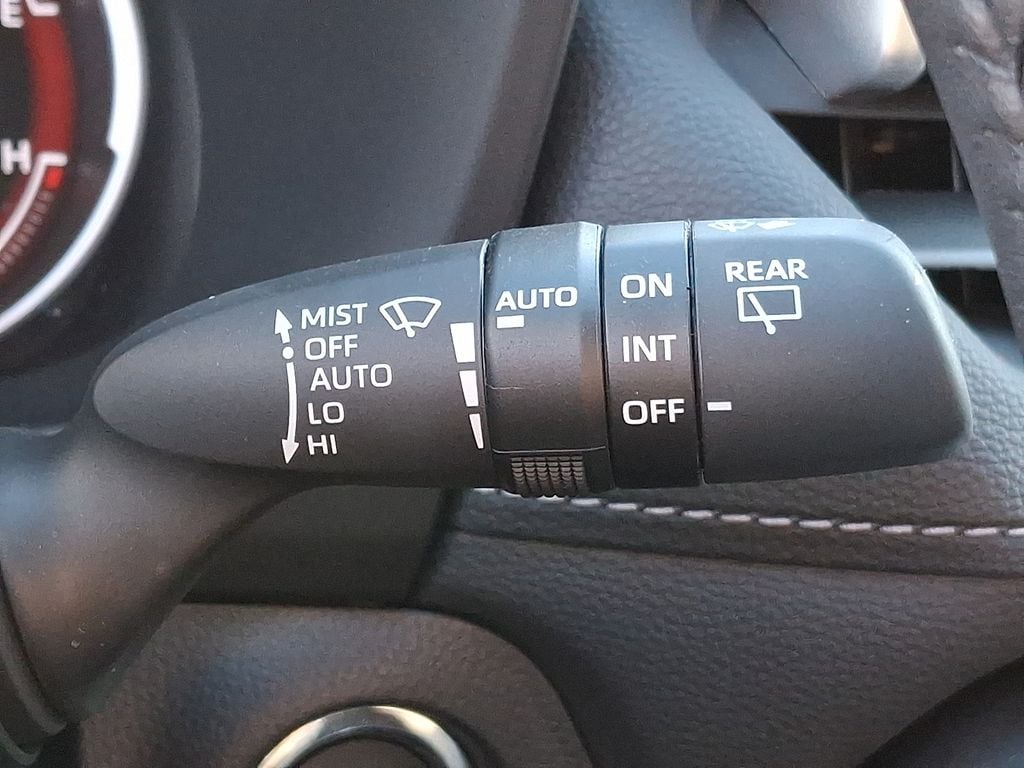 E
H
MIST
OFF
AUTO
LO
HI
AUTO
ON
INT
OFF
REAR